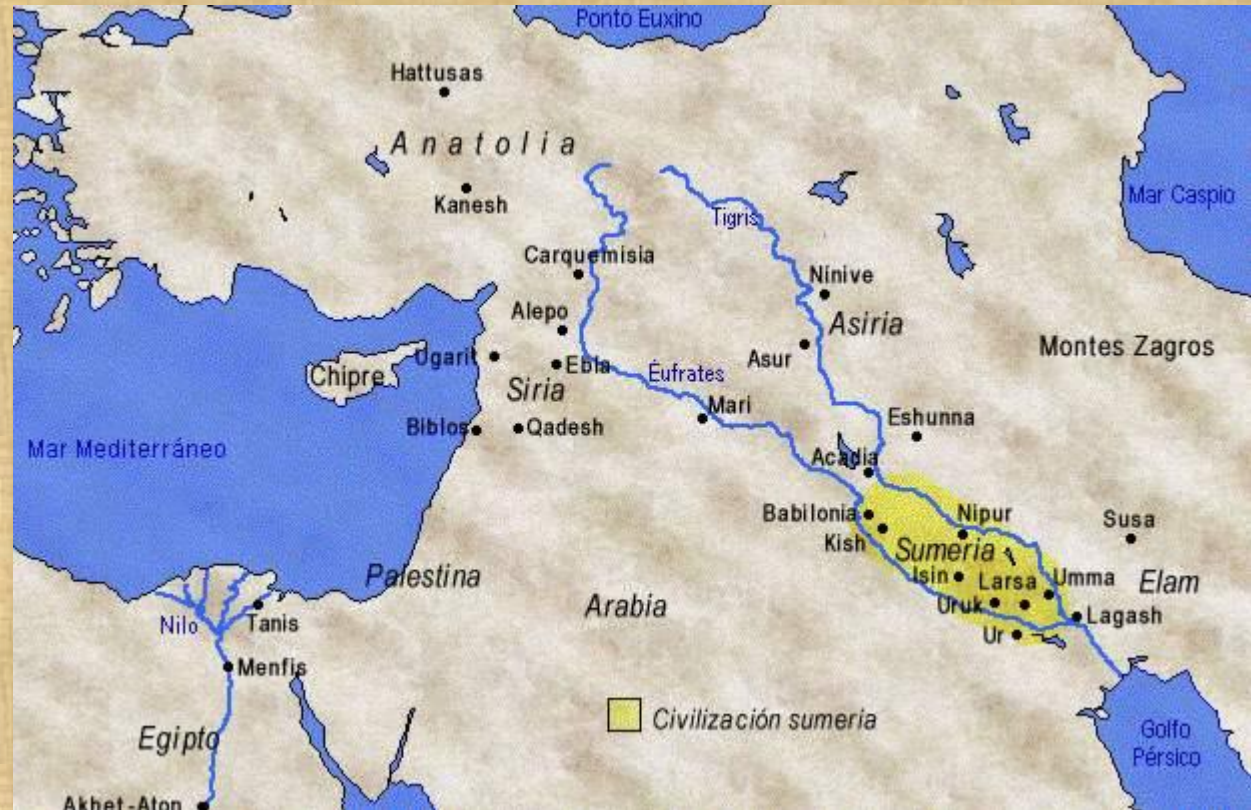 Ponto Euxino
Hattusas
Anatolia
Kanesh
Mar Caspio
Tigris
Carquemisia
Nínive
Alepo
Asiria
Ugarit
Ebla
Asur
Montes Zagros
Chipre
Siria
Éufrates
Mari
Eshunna
Biblos
Qadesh
Mar Mediterráneo
Acadia
Babilonia
Nipur
Susa
Kish
Sumeria
Palestina
Isin
Larsa
Umma
Elam
Arabia
Uruk
Lagash
Nilo
Tanis
Ur
Menfis
Civilización sumeria
Egipto
Golfo
Pérsico
Akhet-Aton